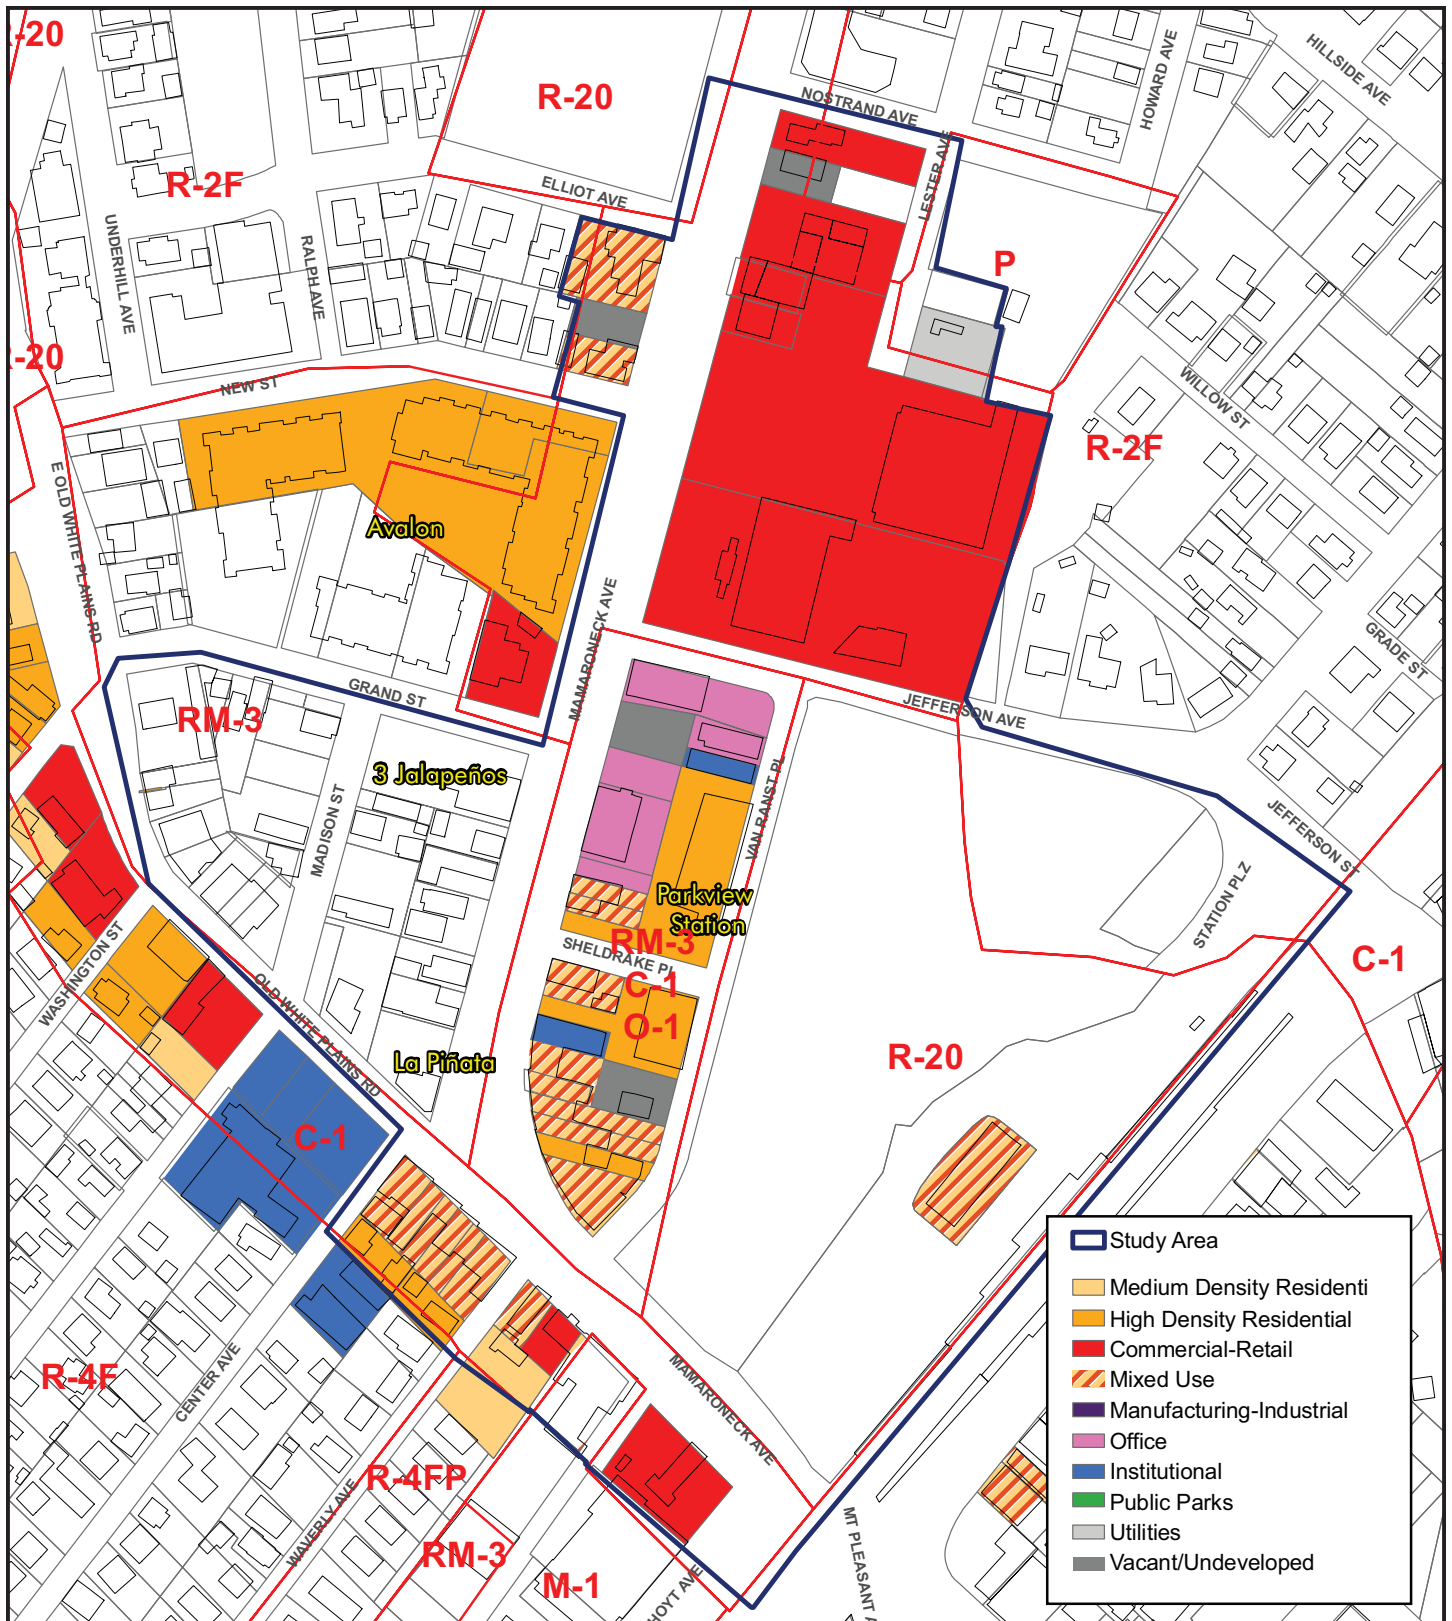 R-20
R-20
NOSTRAND AVE
HOWARD AVE
HILLSIDE AVE
R-2F
ELLIOT AVE
LESTER AVE
UNDERHILL AVE
RALPH AVE
P
-20
NEW ST
WILLOW ST
R-2F
E OLD WHITE PLAINS RD
Avalon
MAMARONECK AVE
GRADE ST
GRAND ST
JEFFERSON AVE
RM-3
3 Jalapeños
MADISON ST
VAN RANST PL
JEFFERSON ST
Parkview
Station
STATION PLZ
WASHINGTON ST
RM-3
SHELDRAKE PL
C-1
C-1
OLD WHITE PLAINS RD
O-1
La Piñata
R-20
C-1
R-4F
CENTER AVE
MAMARONECK AVE
R-4FP
WAVERLY AVE
RM-3
M-1
HOYT AVE
MT PLEASANT A
Study Area
Medium Density Residenti
High Density Residential
Commercial-Retail
Mixed Use
Manufacturing-Industrial
Office
Institutional
Public Parks
Utilities
Vacant/Undeveloped